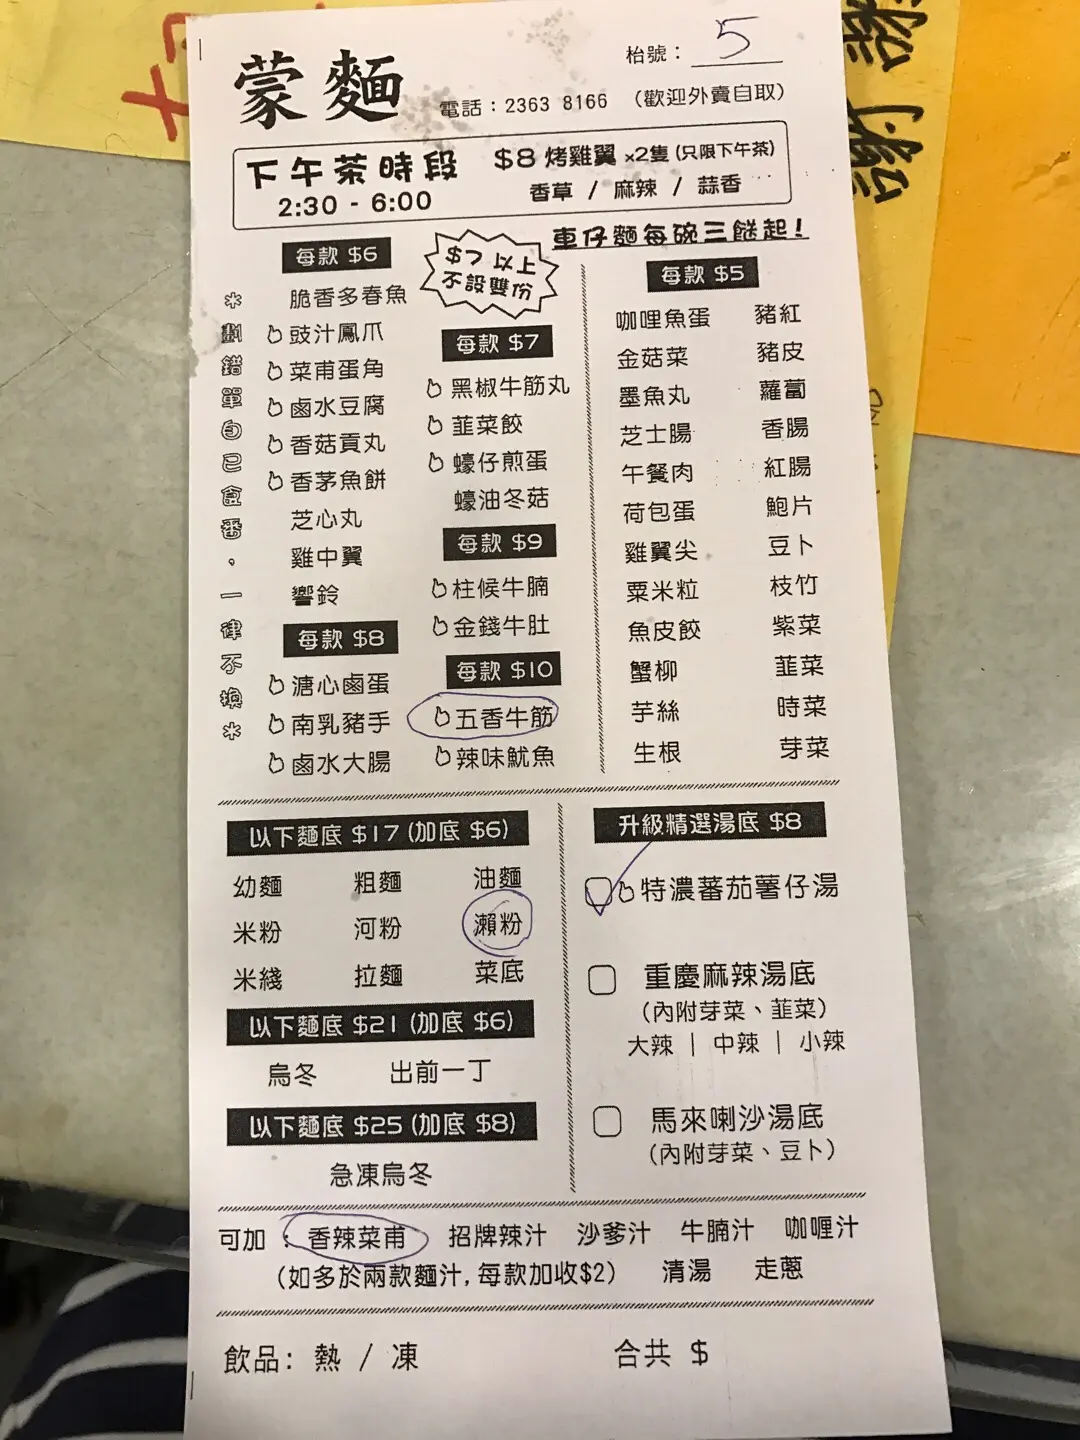 蒙麵
枱號：5
電話：2363 8166 （歡迎外賣自取）
下午茶時段
2:30 - 6:00
$8 烤雞翼 ×2隻 (只限下午茶)
香草 / 麻辣 / 蒜香
車仔麵每碗三餸起!
*劃錯單自己食番，一律不換*
每款 $6
脆香多春魚
豉汁鳳爪
菜甫蛋角
鹵水豆腐
香菇貢丸
香茅魚餅
芝心丸
雞中翼
響鈴
每款 $8
溏心鹵蛋
南乳豬手
鹵水大腸
$7 以上
不設雙份
每款 $7
黑椒牛筋丸
韮菜餃
蠔仔煎蛋
蠔油冬菇
每款 $9
柱候牛腩
金錢牛肚
每款 $10
五香牛筋
辣味魷魚
每款 $5
咖哩魚蛋 豬紅
金菇菜 豬皮
墨魚丸 蘿蔔
芝士腸 香腸
午餐肉 紅腸
荷包蛋 鮑片
雞翼尖 豆卜
粟米粒 枝竹
魚皮餃 紫菜
蟹柳 韮菜
芋絲 時菜
生根 芽菜
以下麵底 $17 (加底 $6)
幼麵 粗麵 油麵
米粉 河粉 瀨粉
米綫 拉麵 菜底
以下麵底 $21 (加底 $6)
烏冬 出前一丁
以下麵底 $25 (加底 $8)
急凍烏冬
升級精選湯底 $8
特濃蕃茄薯仔湯
重慶麻辣湯底
（內附芽菜、韮菜）
大辣 | 中辣 | 小辣
馬來喇沙湯底
（內附芽菜、豆卜）
可加：香辣菜甫 招牌辣汁 沙爹汁 牛腩汁 咖喱汁
（如多於兩款麵汁, 每款加收$2） 清湯 走蔥
飲品: 熱 / 凍 合共 $